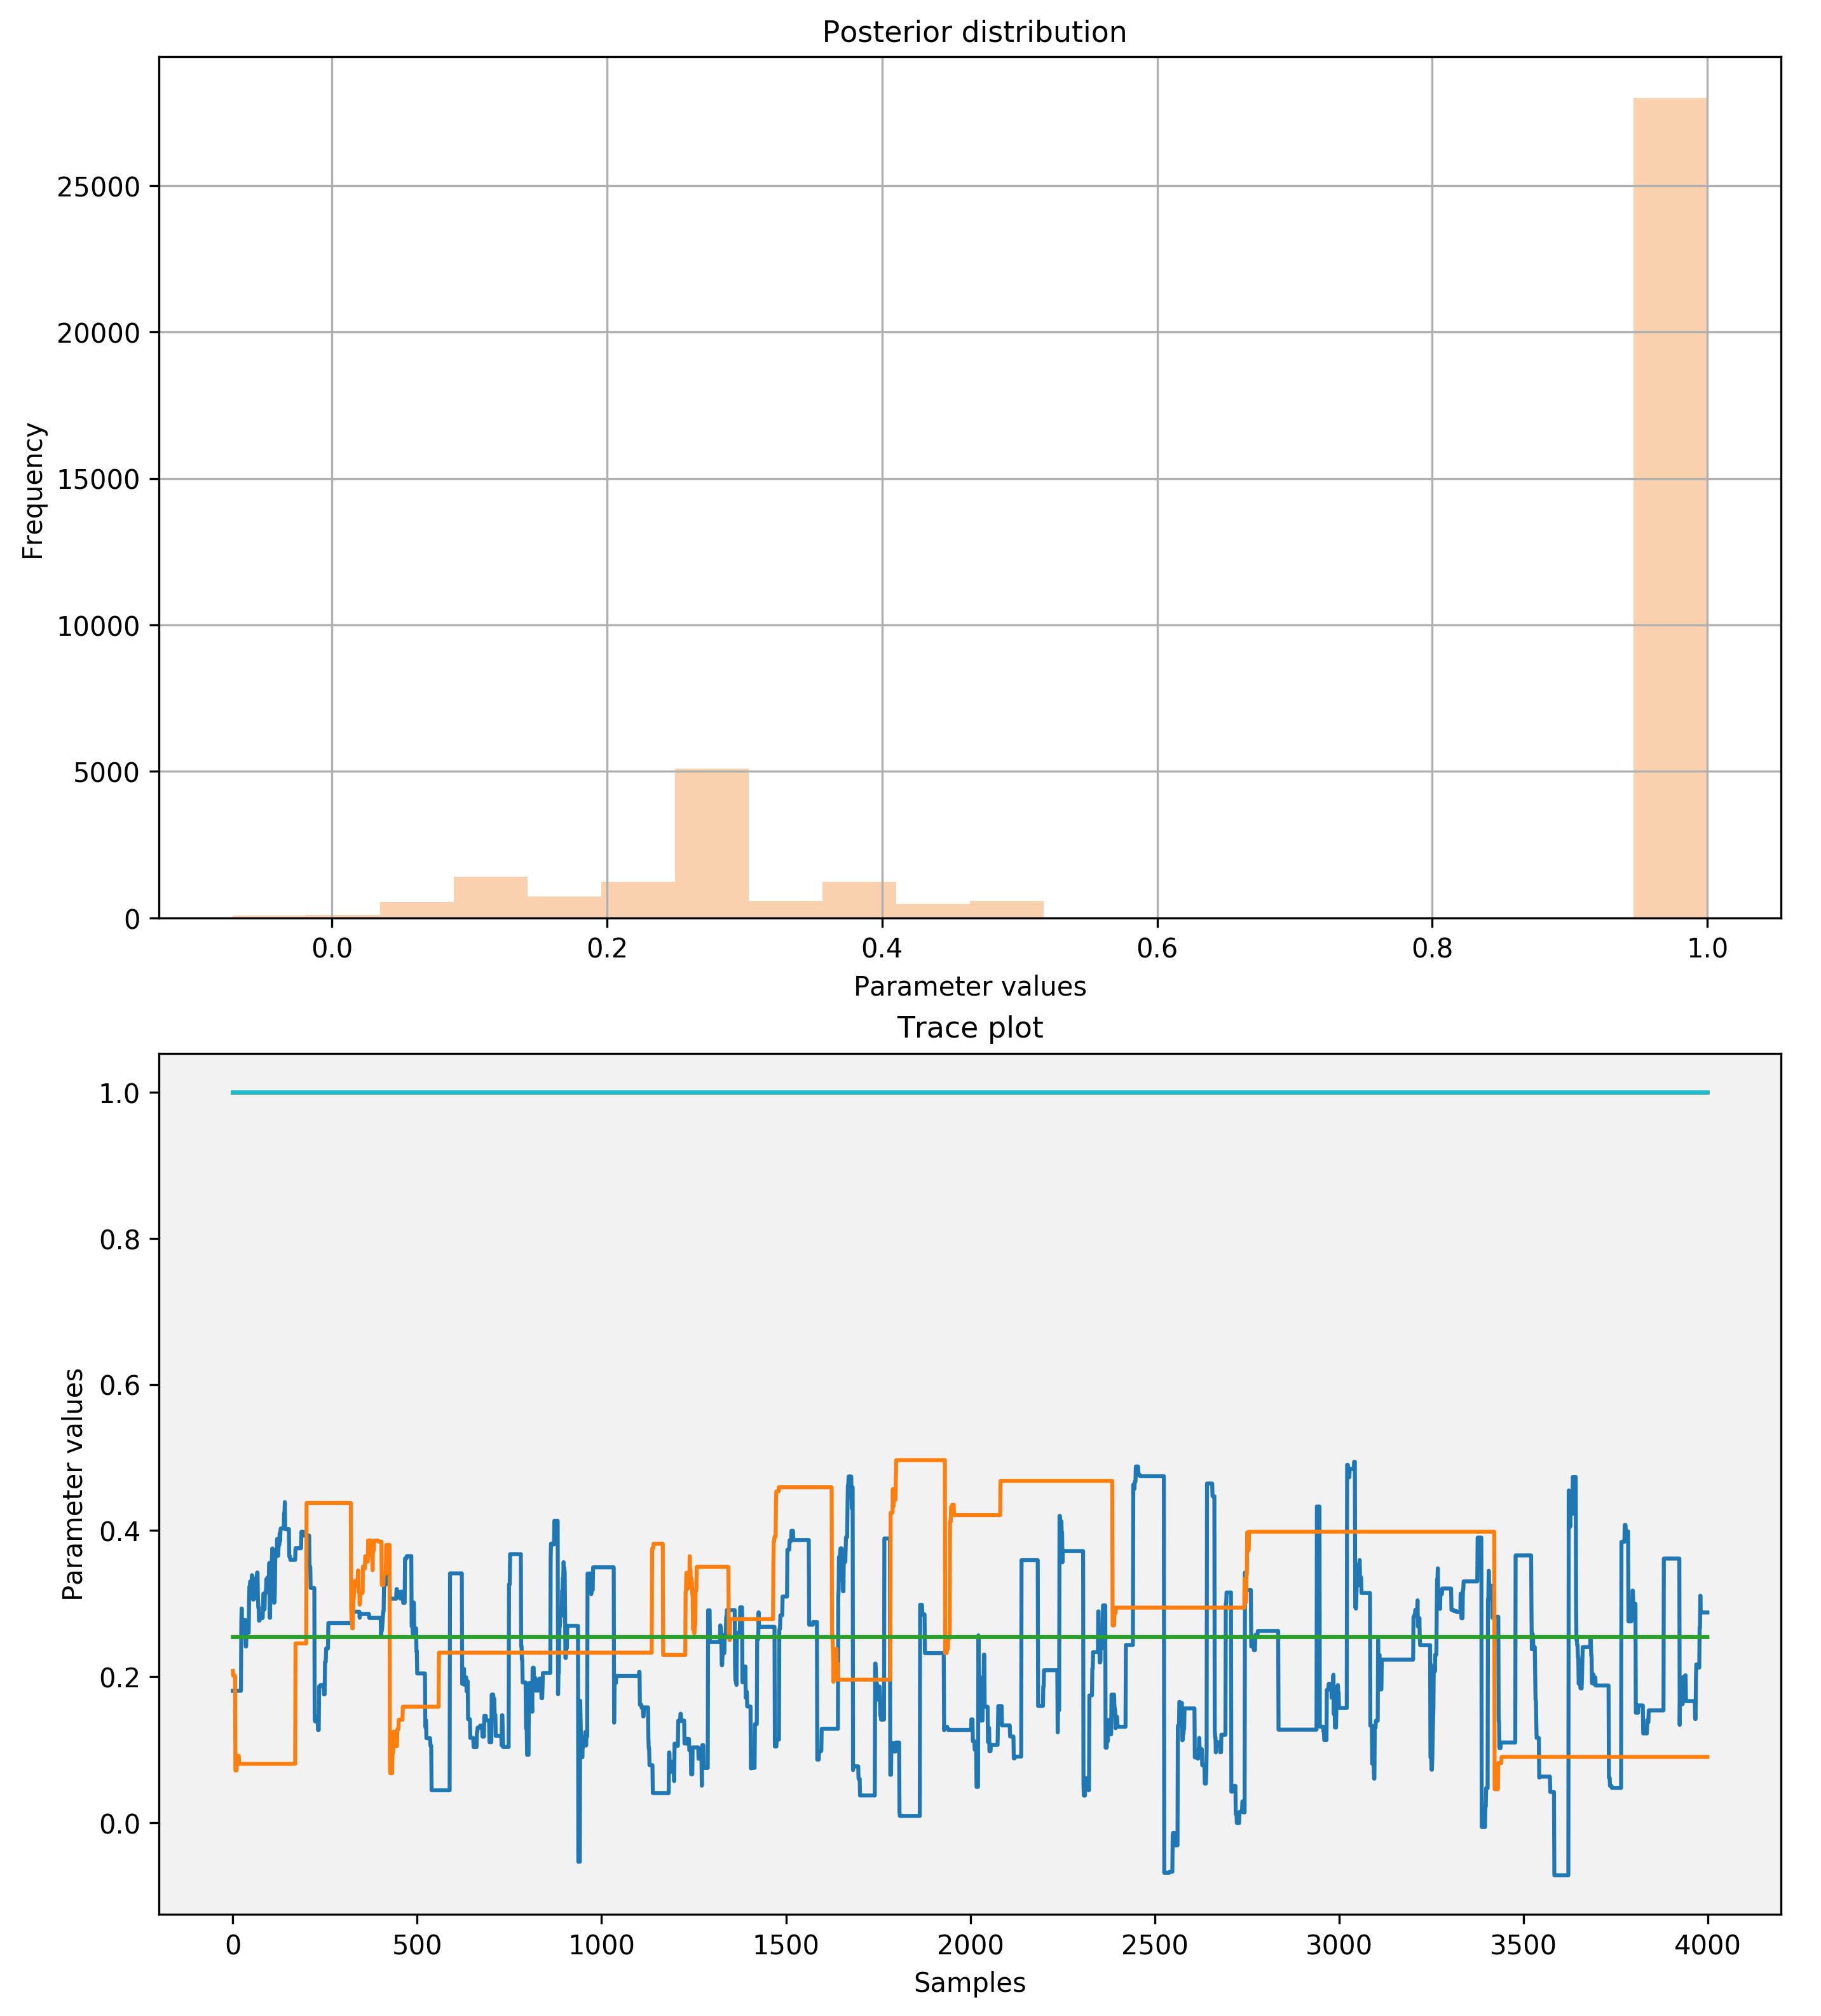 Posterior distribution
Frequency
25000
20000
15000
10000
5000
0
0.0 0.2 0.4 0.6 0.8 1.0
Parameter values
Trace plot
Parameter values
1.0
0.8
0.6
0.4
0.2
0.0
0 500 1000 1500 2000 2500 3000 3500 4000
Samples